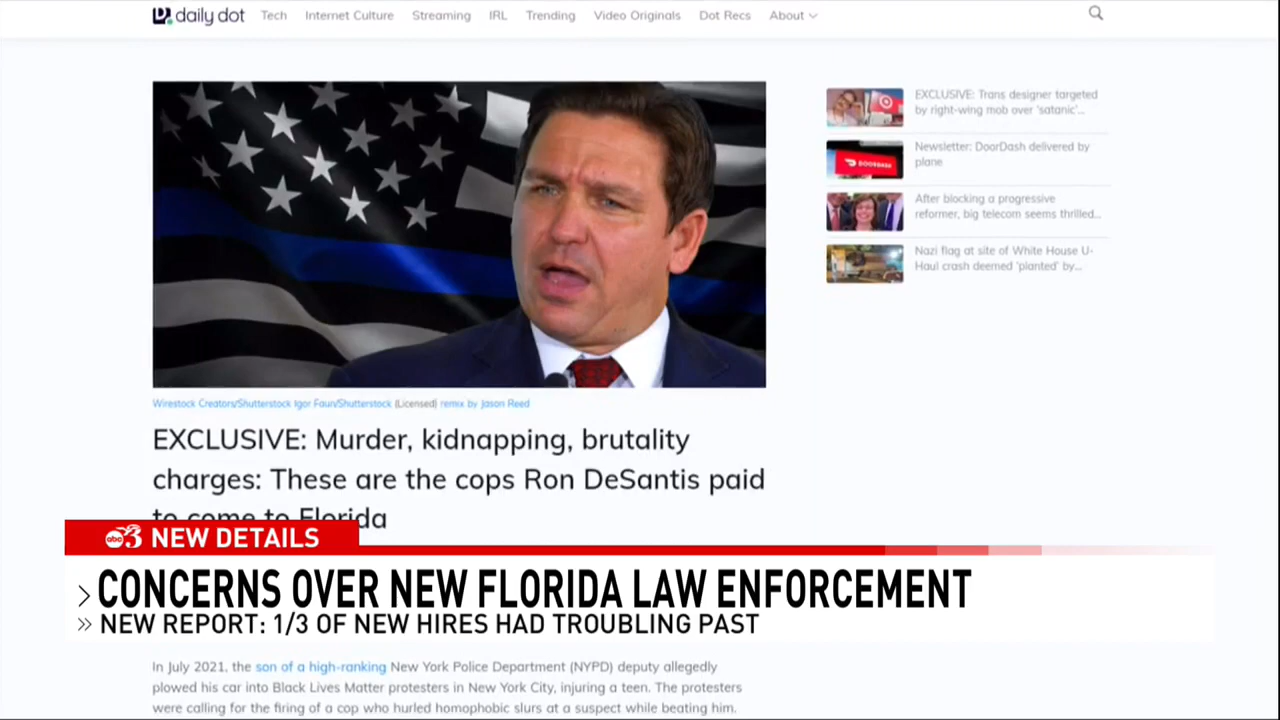 daily dot Tech Internet Culture Streaming IRL Trending Video Originals Dot Recs About
EXCLUSIVE: Trans designer targeted
by right-wing mob over 'satanic'...
Newsletter: DoorDash delivered by
plane
After blocking a progressive
reformer, big telecom seems thrilled...
Nazi flag at site of White House U-
Haul crash deemed 'planted' by...
DOORDASH
Wirestock Creators/Shutterstock Igor Faun/Shutterstock (Licensed) remix by Jason Reed
EXCLUSIVE: Murder, kidnapping, brutality
charges: These are the cops Ron DeSantis paid
to come to Florida
abc 3 NEW DETAILS
CONCERNS OVER NEW FLORIDA LAW ENFORCEMENT
NEW REPORT: 1/3 OF NEW HIRES HAD TROUBLING PAST
In July 2021, the son of a high-ranking New York Police Department (NYPD) deputy allegedly
plowed his car into Black Lives Matter protesters in New York City, injuring a teen. The protesters
were calling for the firing of a cop who hurled homophobic slurs at a suspect while beating him.